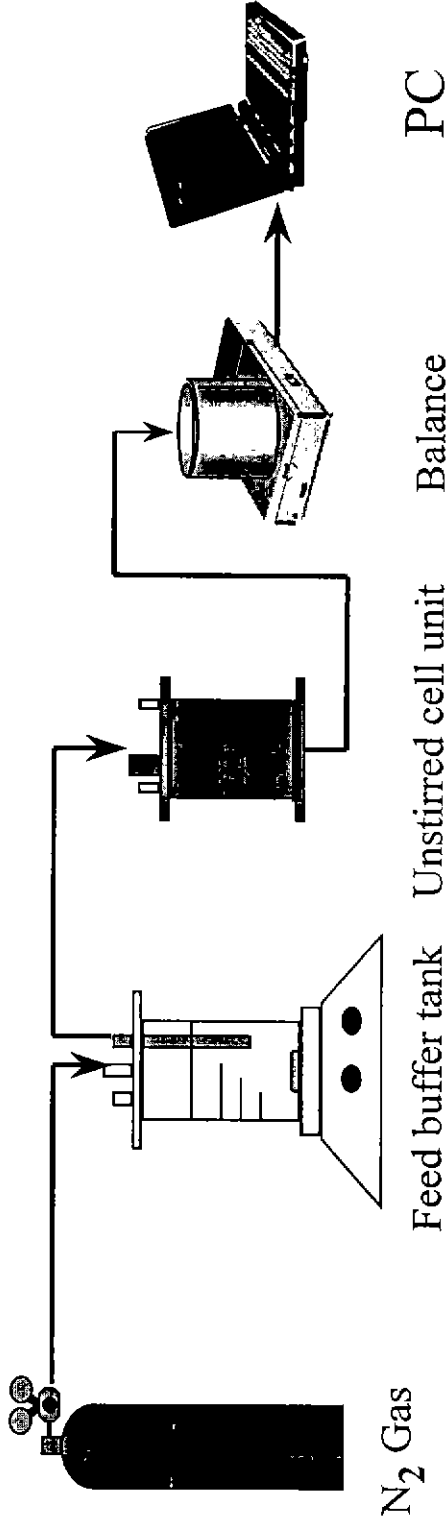 N₂ Gas
Feed buffer tank
Unstirred cell unit
Balance
PC